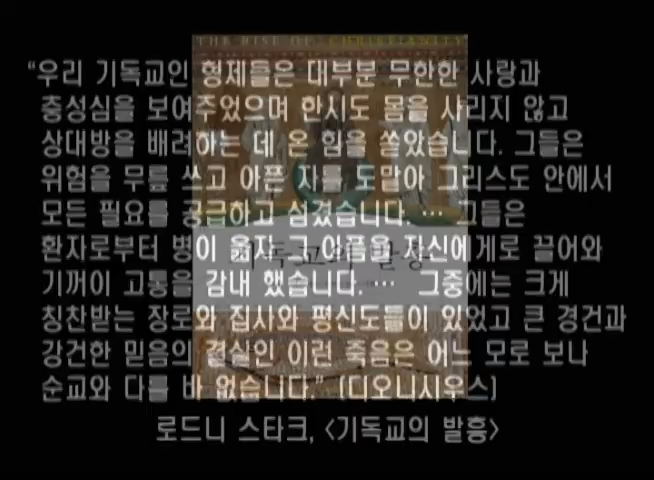 THE RISE OF CHRISTIANITY
“우리 기독교인 형제들은 대부분 무한한 사랑과
충성심을 보여주었으며 한시도 몸을 사리지 않고
상대방을 배려하는 데 온 힘을 쏟았습니다. 그들은
위험을 무릎 쓰고 아픈 자를 도말아 그리스도 안에서
모든 필요를 공급하고 섬겼습니다. … 그들은
환자로부터 병이 옮자 그 아픔을 자신에게로 끌어와
기꺼이 고통을 감내 했습니다. … 그중에는 크게
칭찬받는 장로와 집사와 평신도들이 있었고 큰 경건과
강건한 믿음의 결실인 이런 죽음은 어느 모로 보나
순교와 다를 바 없습니다.” (디오니시우스)
로드니 스타크, <기독교의 발흥>